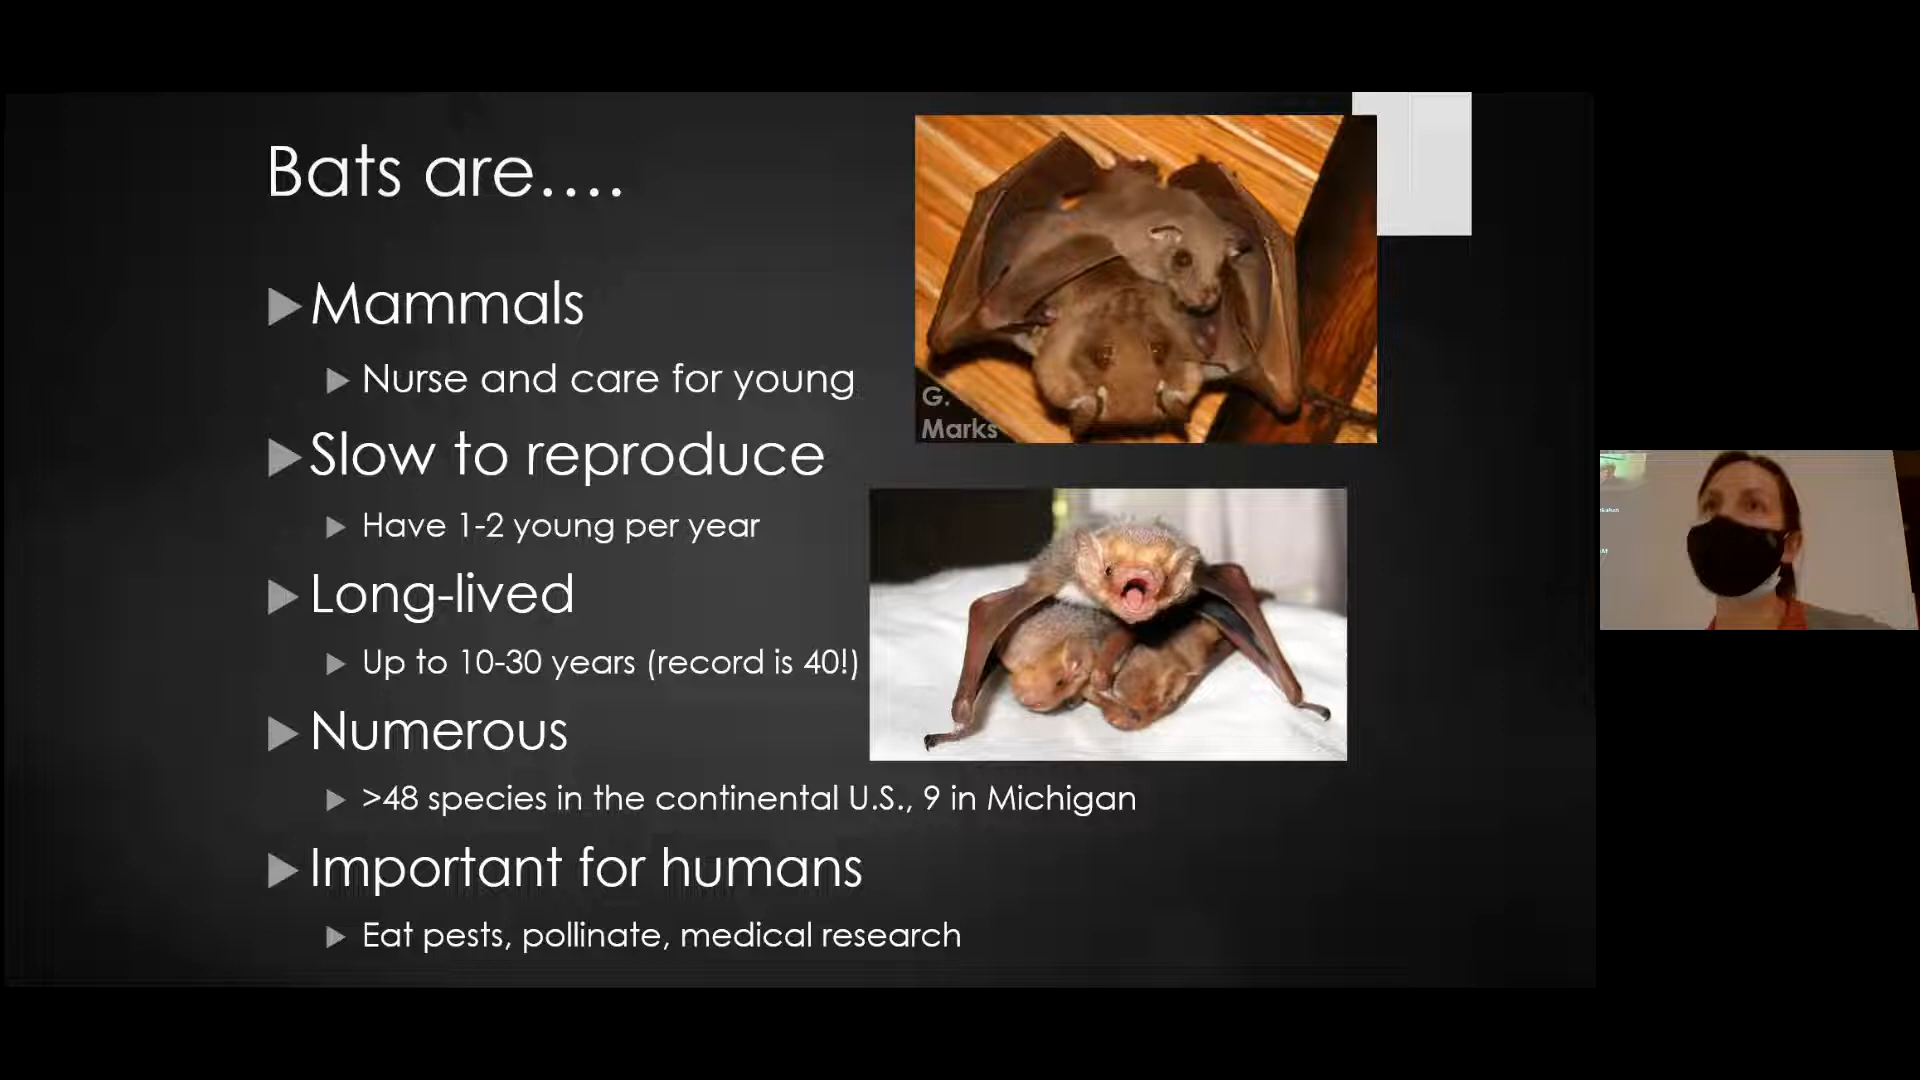 Bats are....
Mammals
Nurse and care for young
Slow to reproduce
Have 1-2 young per year
Long-lived
Up to 10-30 years (record is 40!)
Numerous
>48 species in the continental U.S., 9 in Michigan
Important for humans
Eat pests, pollinate, medical research
G.
Marks